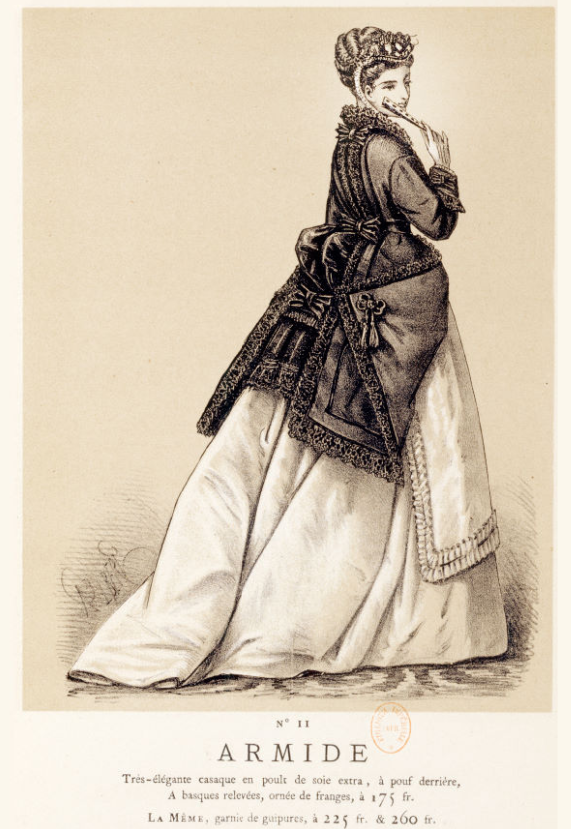 N° 11
ARMIDE
Très-élégante casaque en poult de soie extra, à pouf derrière,
A basques relevées, ornée de franges, à 175 fr.
LA MÊME, garnie de guipures, à 225 fr. & 260 fr.